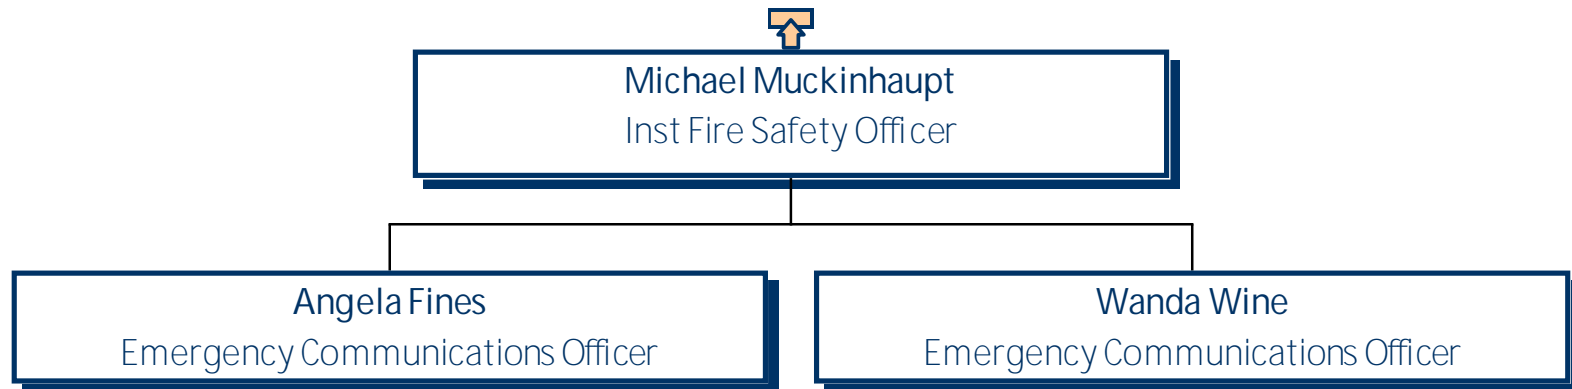 Michael Muckinhaupt
Inst Fire Safety Officer
Angela Fines
Emergency Communications Officer
Wanda Wine
Emergency Communications Officer